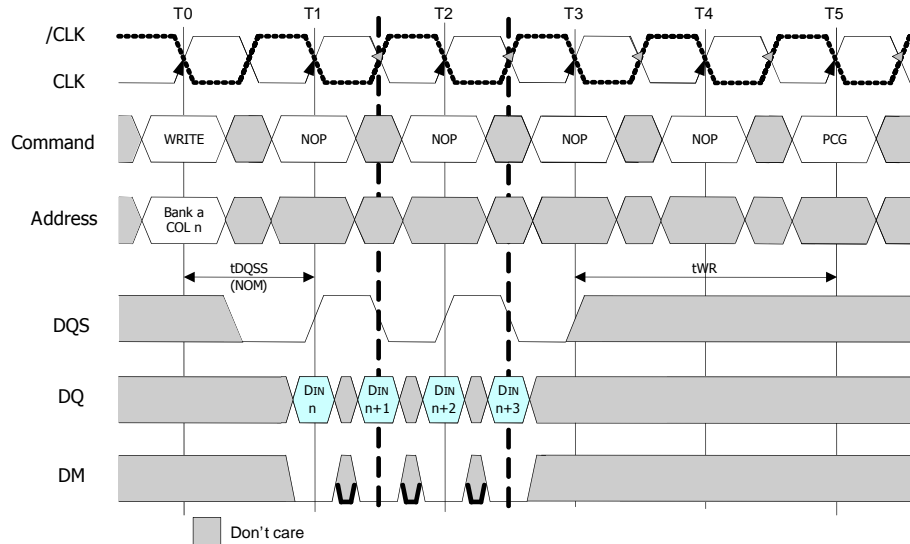 T0 T1 T2 T3 T4 T5
/CLK
CLK
Command WRITE NOP NOP NOP NOP PCG
Address Bank a
COL n
tDQSS
(NOM)
tWR
DQS
DQ DIN
n DIN
n+1 DIN
n+2 DIN
n+3
DM
Don't care